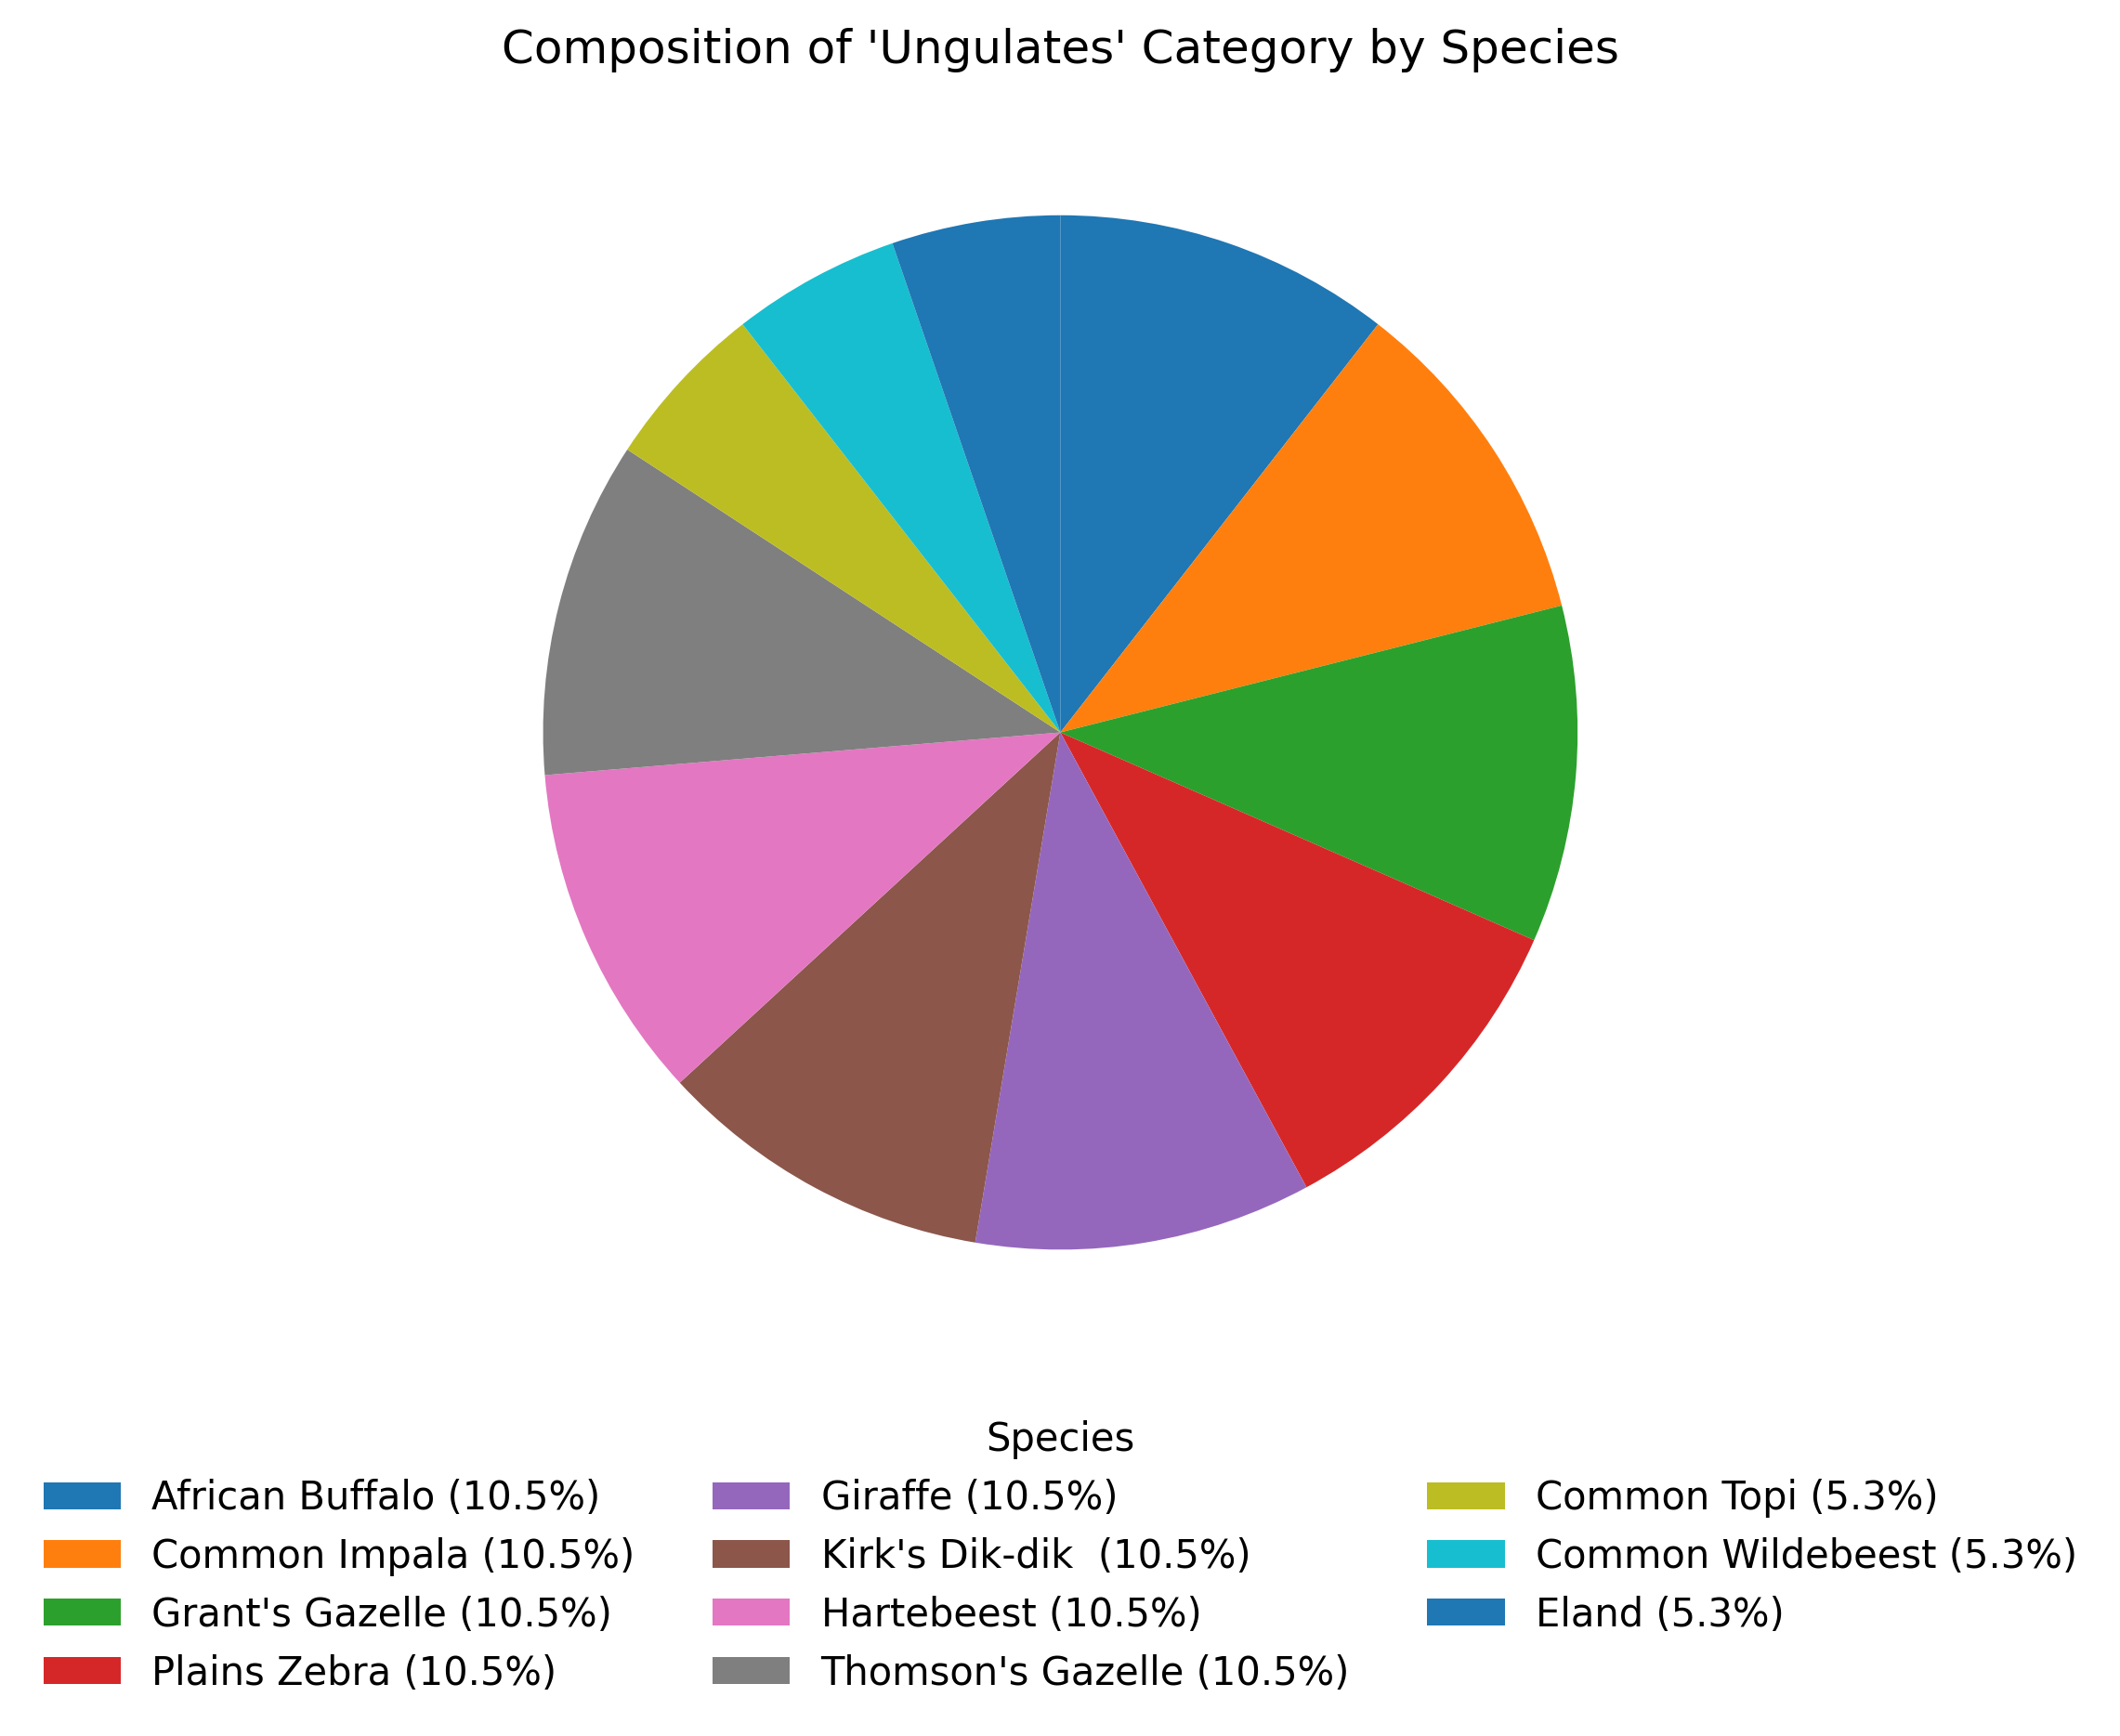 Composition of 'Ungulates' Category by Species
Species
African Buffalo (10.5%)
Common Impala (10.5%)
Grant's Gazelle (10.5%)
Plains Zebra (10.5%)
Giraffe (10.5%)
Kirk's Dik-dik  (10.5%)
Hartebeest (10.5%)
Thomson's Gazelle (10.5%)
Common Topi (5.3%)
Common Wildebeest (5.3%)
Eland (5.3%)